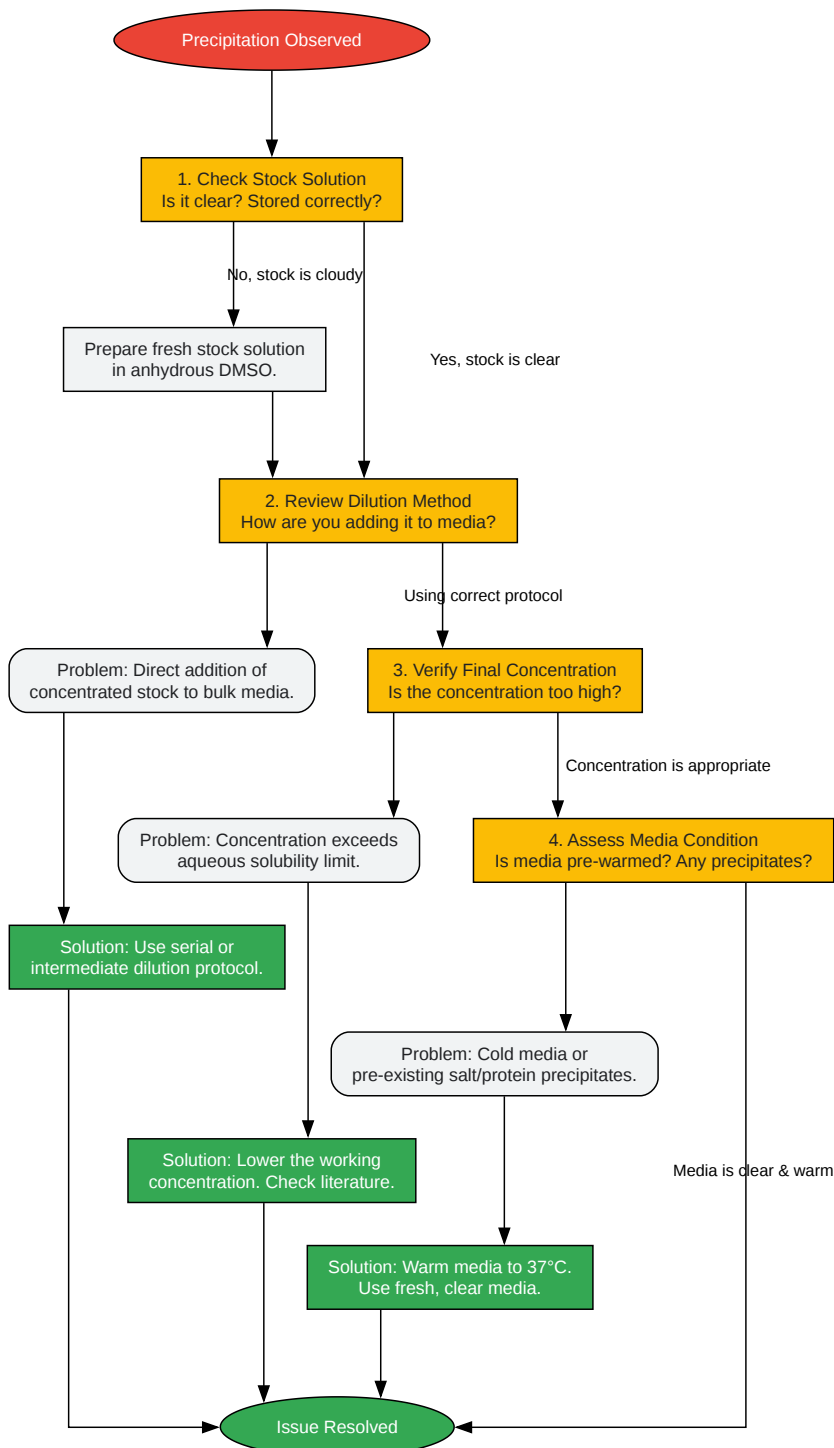 Precipitation Observed
1. Check Stock Solution
Is it clear? Stored correctly?
No, stock is cloudy
Prepare fresh stock solution
in anhydrous DMSO.
Yes, stock is clear
2. Review Dilution Method
How are you adding it to media?
Using correct protocol
Problem: Direct addition of
concentrated stock to bulk media.
3. Verify Final Concentration
Is the concentration too high?
Concentration is appropriate
Problem: Concentration exceeds
aqueous solubility limit.
4. Assess Media Condition
Is media pre-warmed? Any precipitates?
Solution: Use serial or
intermediate dilution protocol.
Problem: Cold media or
pre-existing salt/protein precipitates.
Solution: Lower the working
concentration. Check literature.
Media is clear & warm
Solution: Warm media to 37°C.
Use fresh, clear media.
Issue Resolved